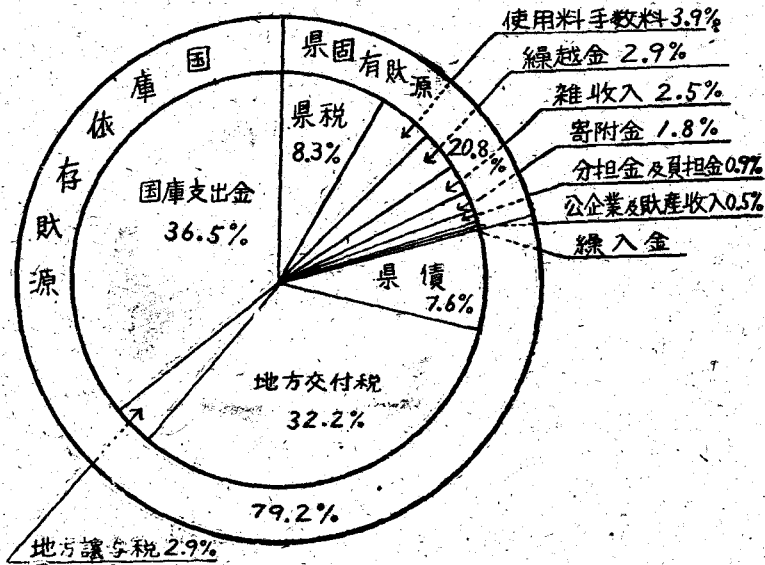 使用料手数料 3.9%
繰越金 2.9%
雑収入 2.5%
寄附金 1.8%
分担金及負担金0.9%
公企業及財産収入0.5%
繰入金
県固有財源
20.8%
県税
8.3%
県債
7.6%
地方交付税
32.2%
79.2%
地方譲与税 2.9%
国庫支出金
36.5%
国庫依存財源